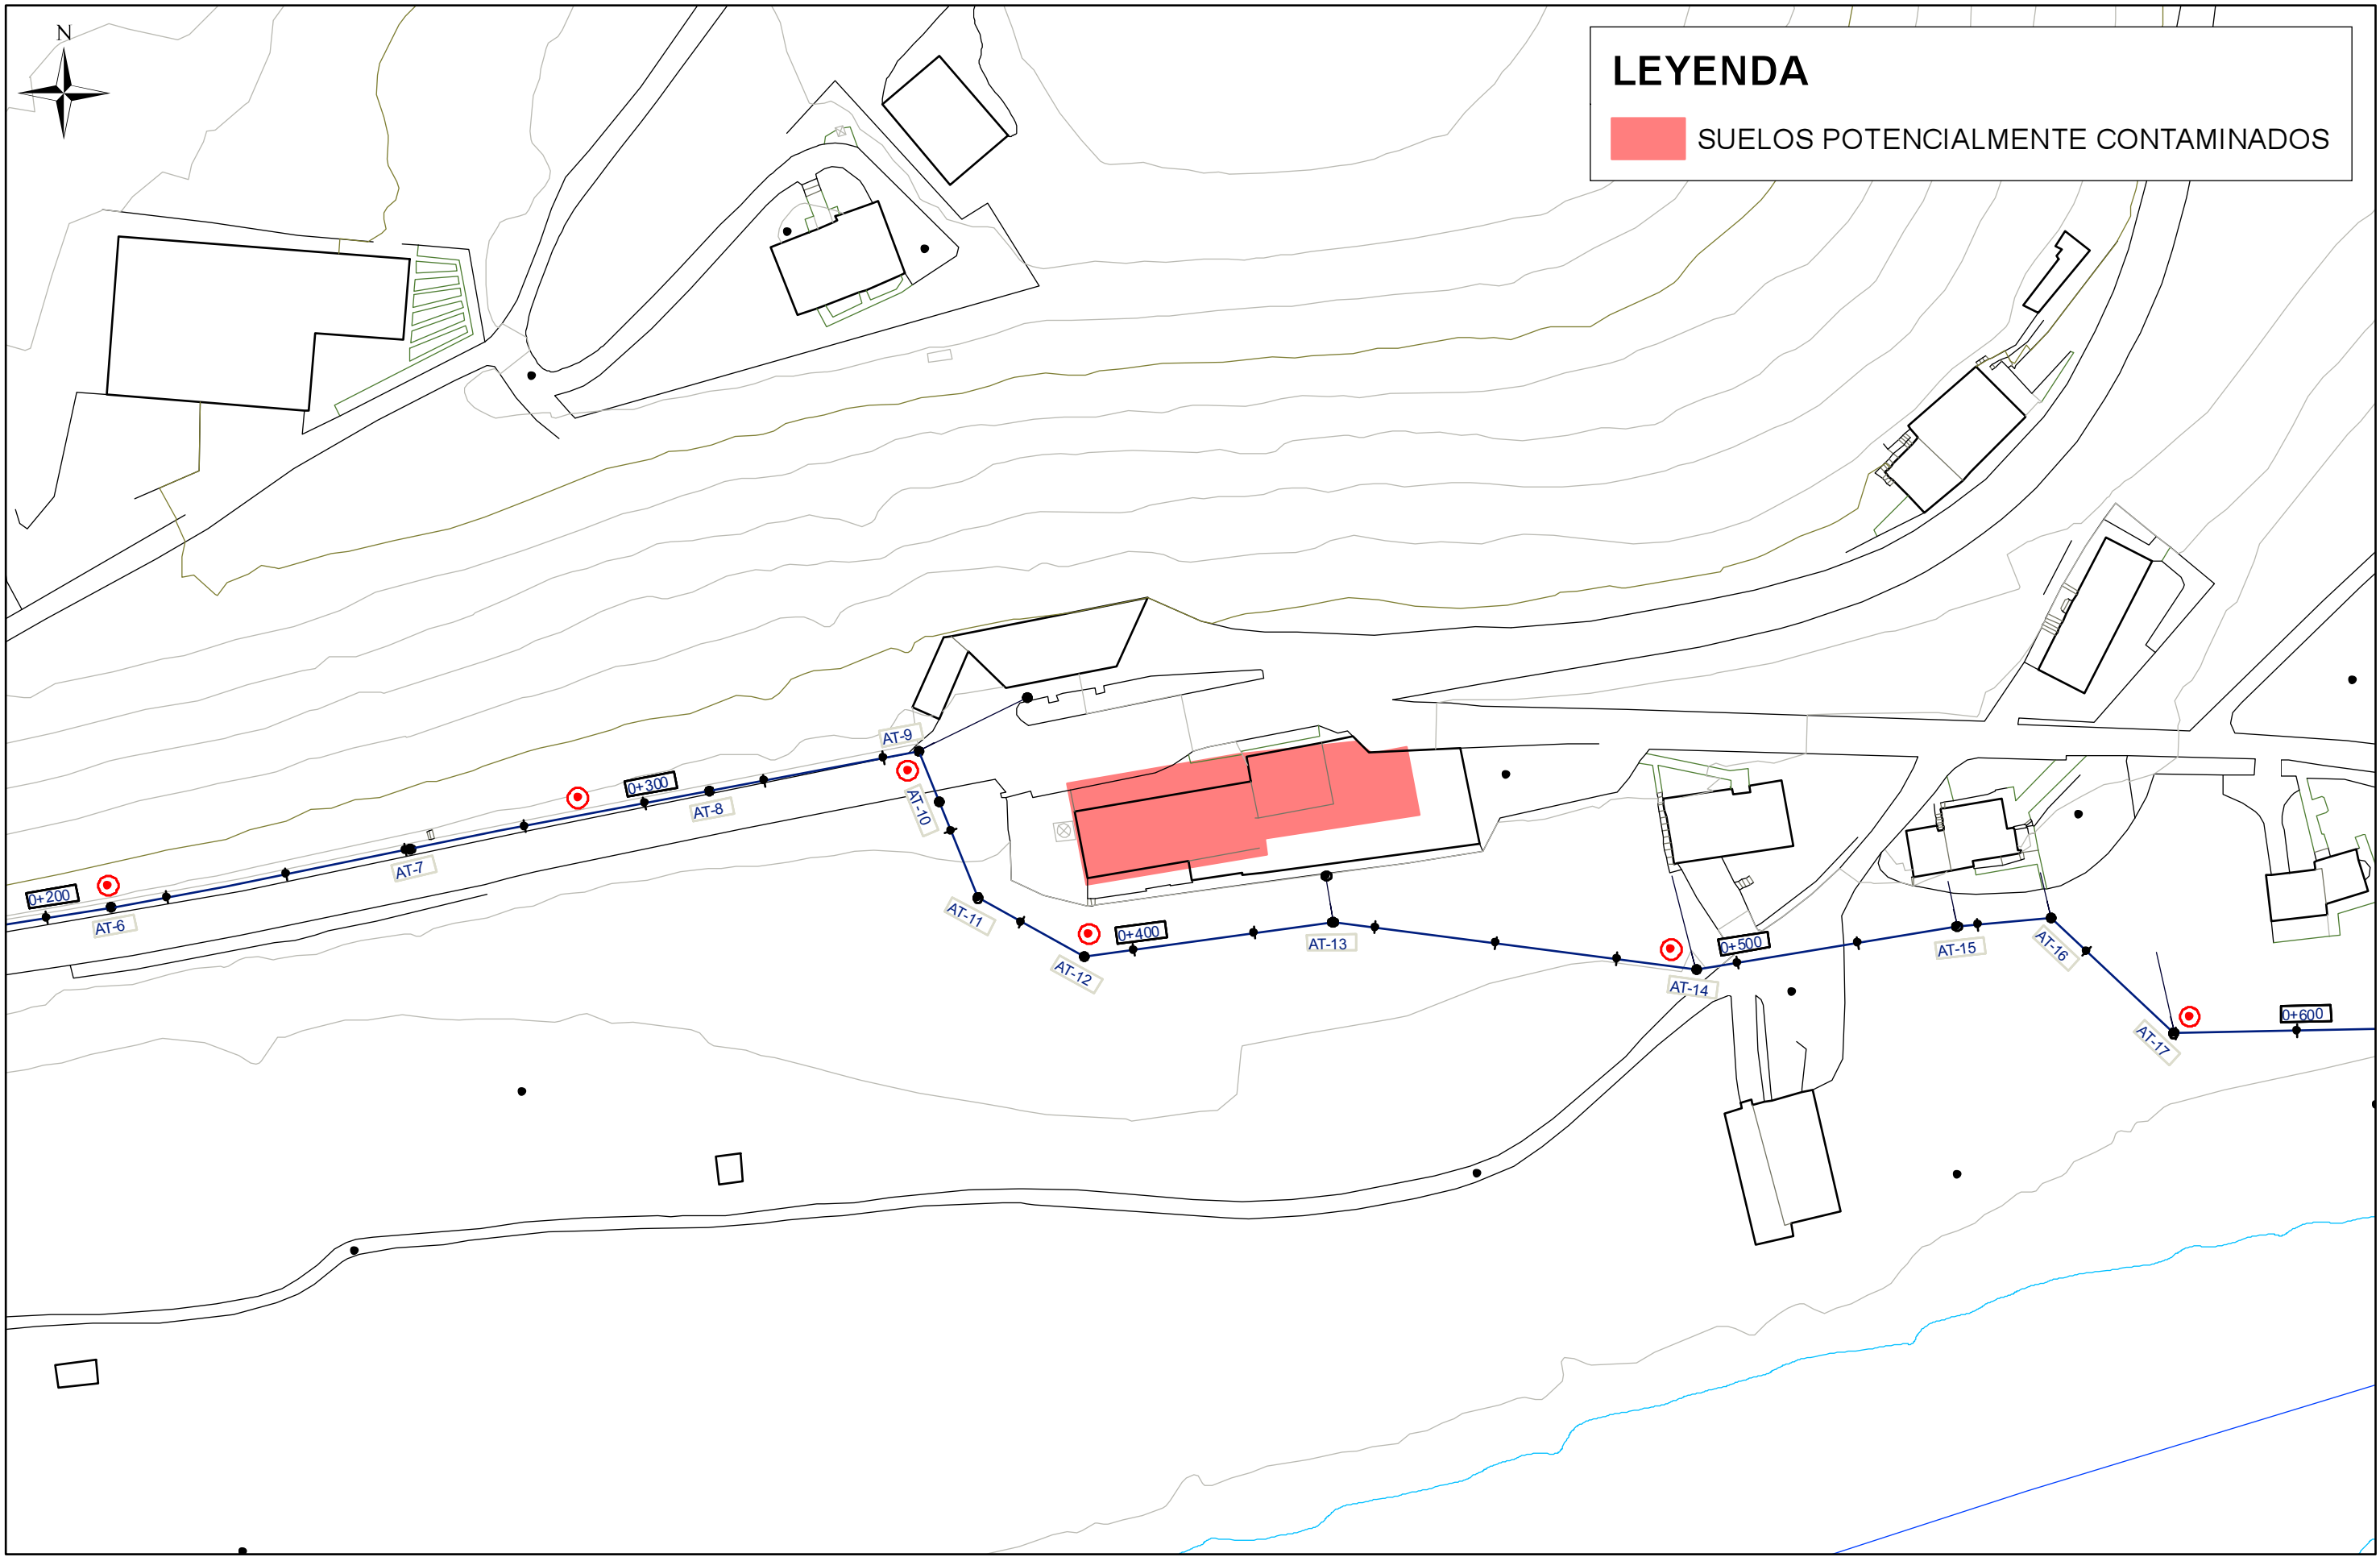 N
LEYENDA
SUELOS POTENCIALMENTE CONTAMINADOS
0+200
AT-6
AT-7
0+300
AT-8
AT-9
AT-10
AT-11
AT-12
0+400
AT-13
AT-14
0+500
AT-15
AT-16
AT-17
0+600